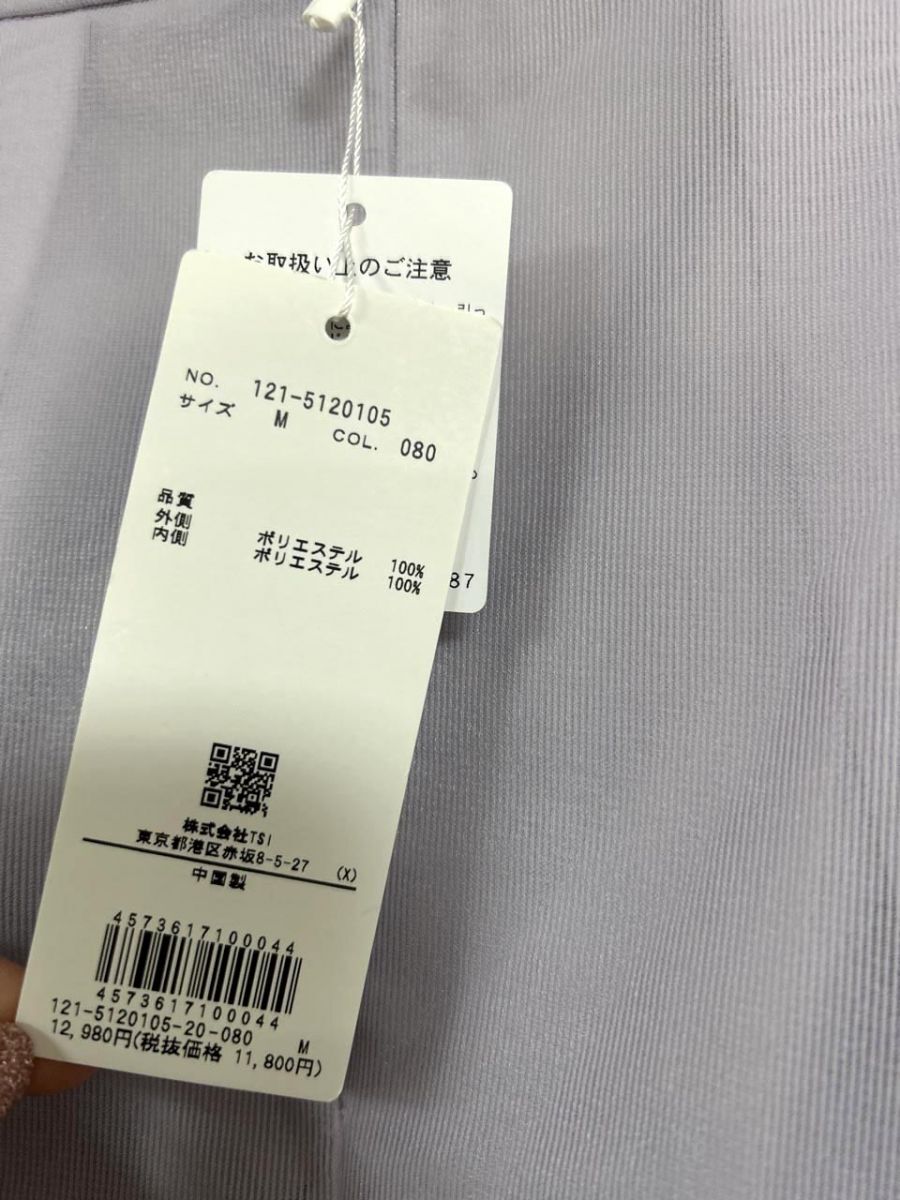 お取扱い上のご注意
引っ
NO. 121-5120105
サイズ M COL. 080
品質
外側 ポリエステル 100%
内側 ポリエステル 100%
87
株式会社TSI
東京都港区赤坂8-5-27 (X)
中国製
4573617100044
4573617100044
121-5120105-20-080 M
12,980円(税抜価格 11,800円)